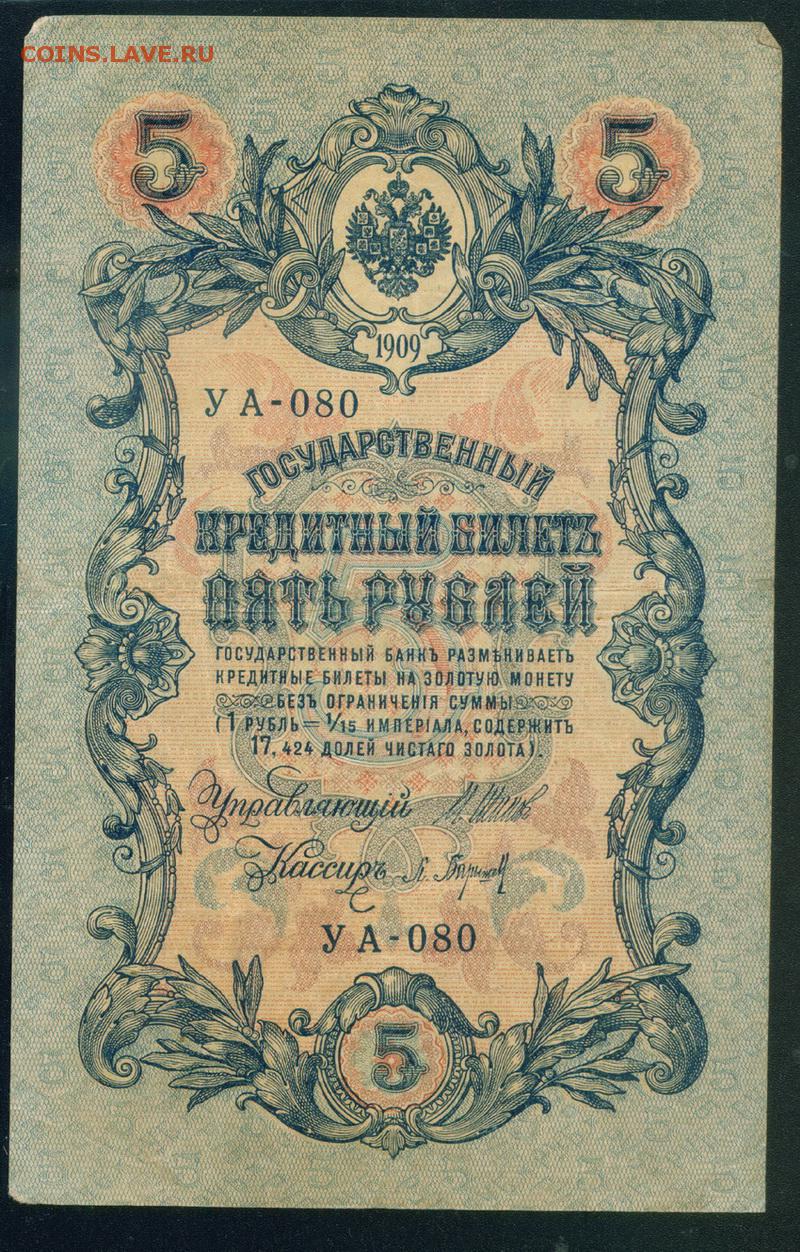 COINS.LAVE.RU
5 5
1909
УА-080
ГОСУДАРСТВЕННЫЙ
КРЕДИТНЫЙ БИЛЕТЪ
ПЯТЬ РУБЛЕЙ
ГОСУДАРСТВЕННЫЙ БАНКЪ РАЗМѢНИВАЕТЪ
КРЕДИТНЫЕ БИЛЕТЫ НА ЗОЛОТУЮ МОНЕТУ
БЕЗЪ ОГРАНИЧЕНІЯ СУММЫ
(1 РУБЛЬ = 1/15 ИМПЕРІАЛА, СОДЕРЖИТЪ
17,424 ДОЛЕЙ ЧИСТАГО ЗОЛОТА).
Управляющій
Кассиръ
УА-080
5